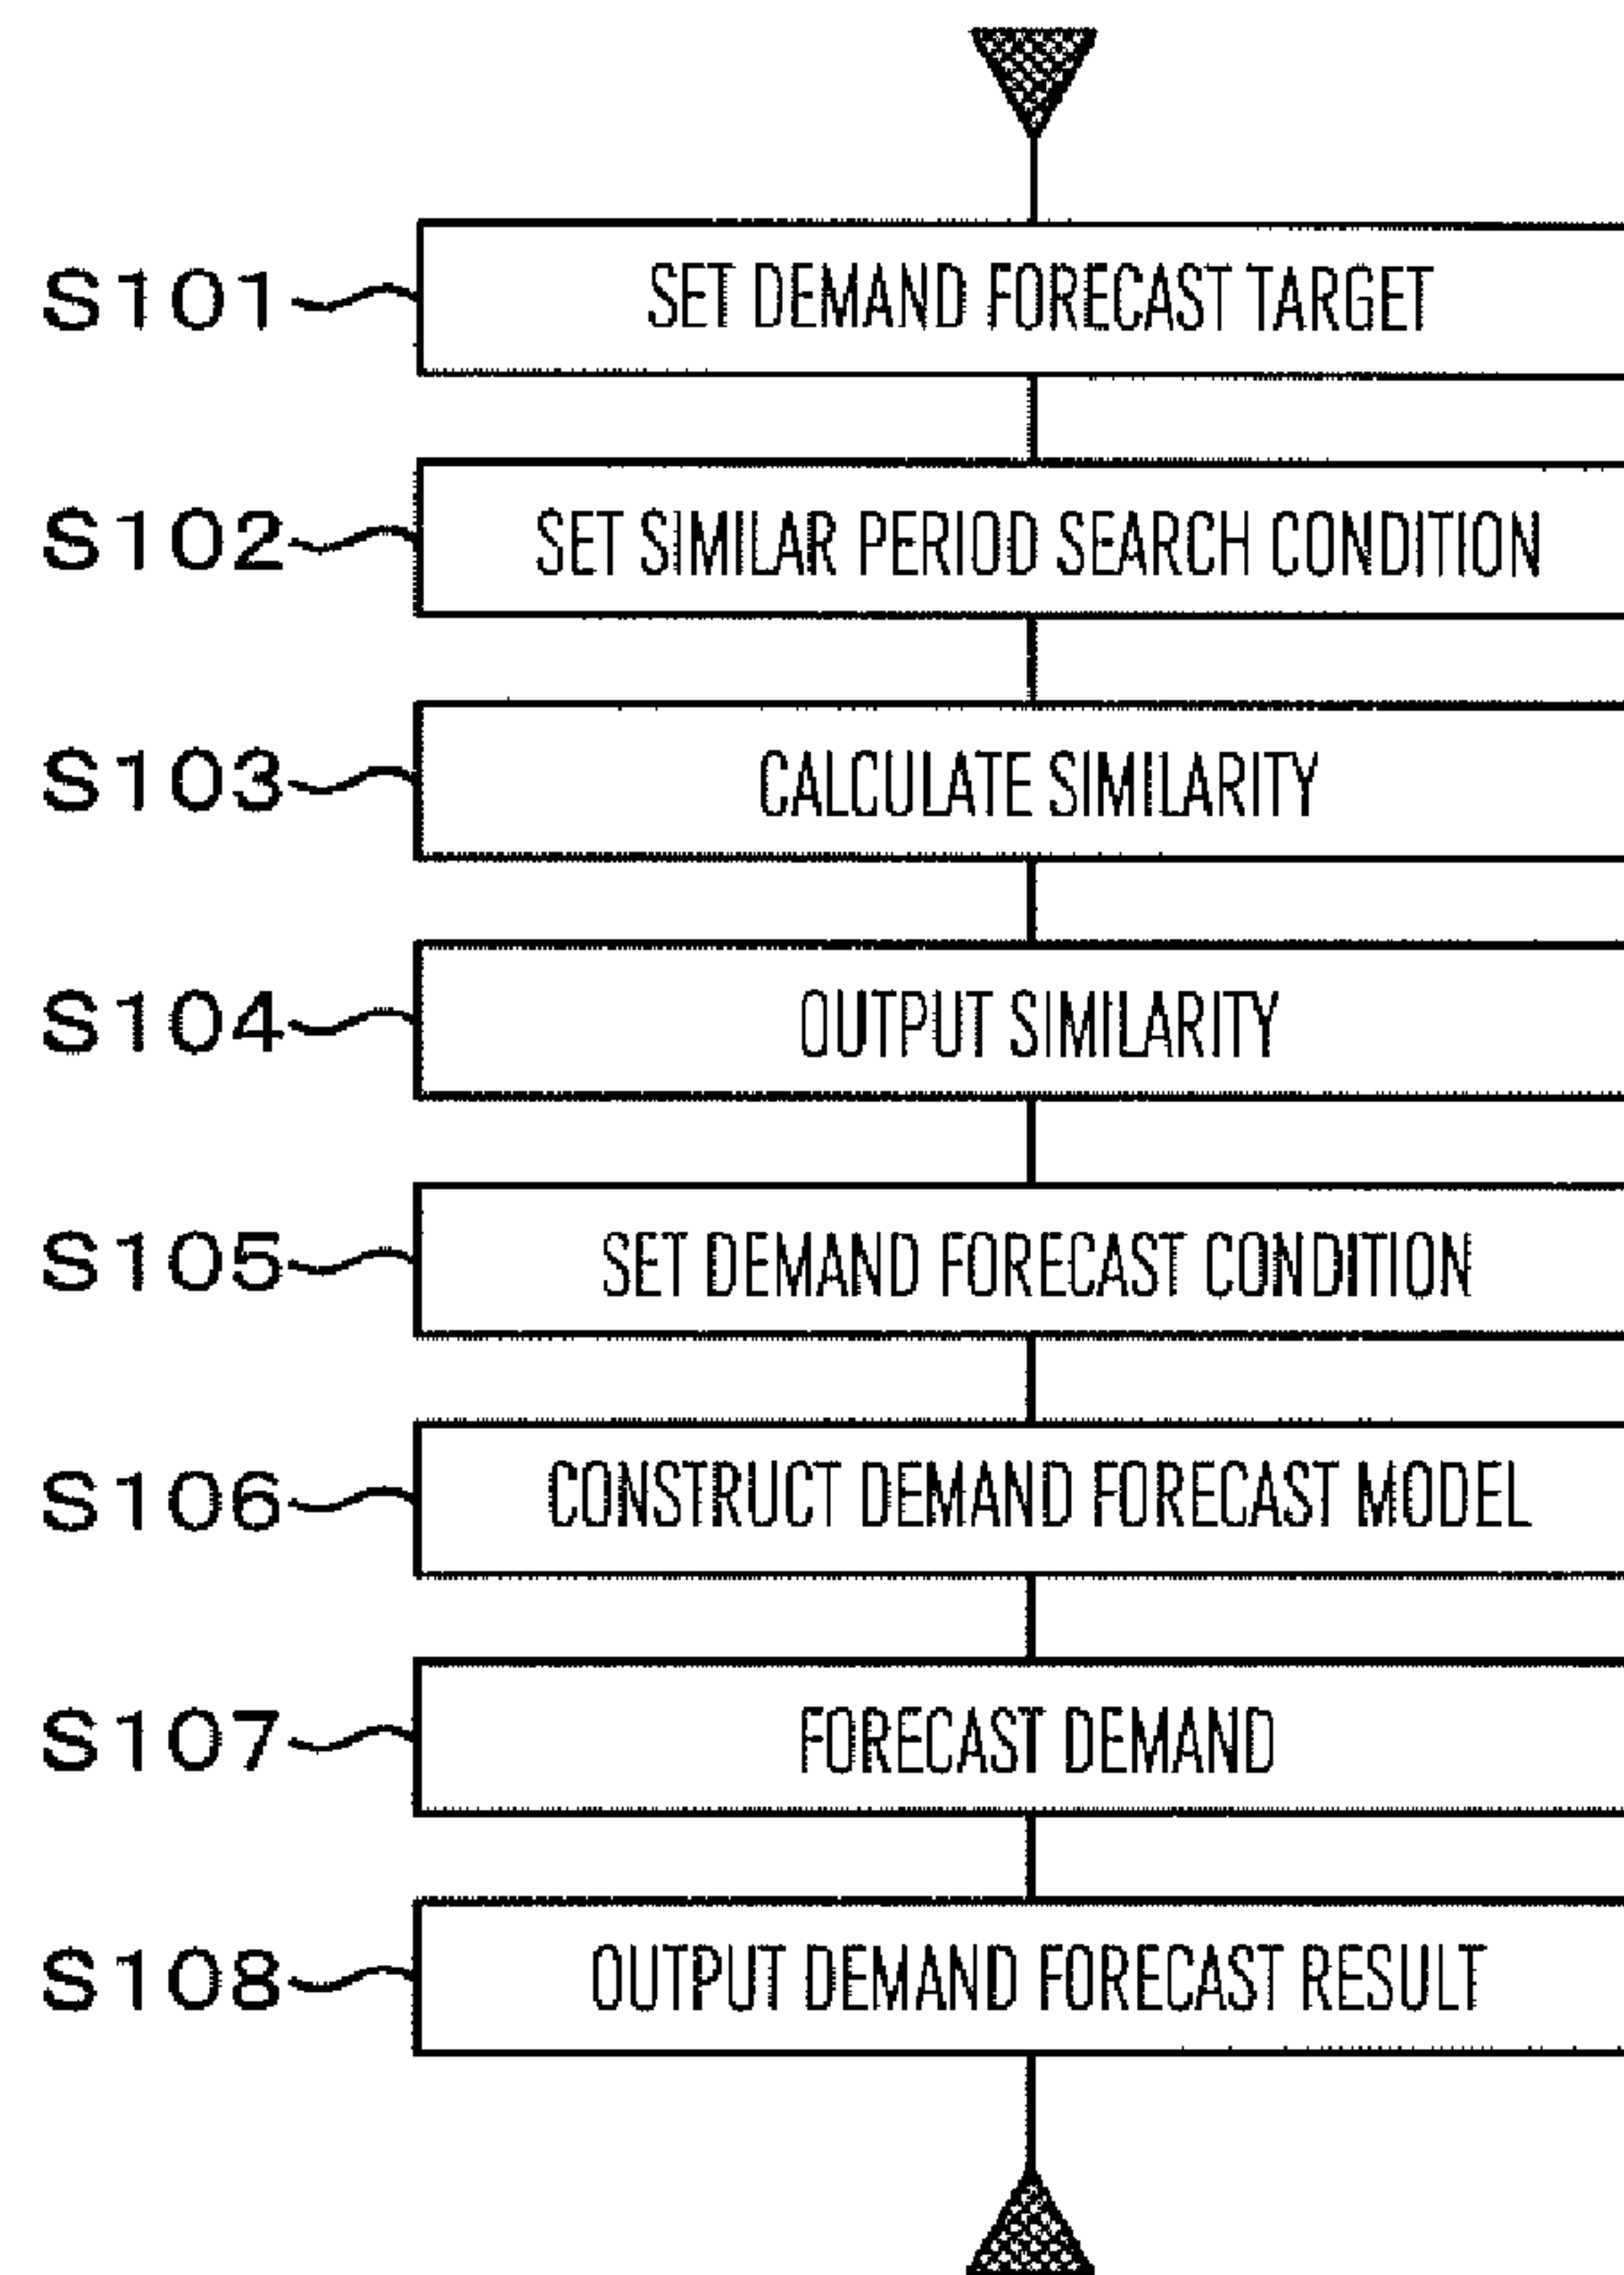 S101 SET DEMAND FORECAST TARGET
S102 SET SIMILAR PERIOD SEARCH CONDITION
S103 CALCULATE SIMILARITY
S104 OUTPUT SIMILARITY
S105 SET DEMAND FORECAST CONDITION
S106 CONSTRUCT DEMAND FORECAST MODEL
S107 FORECAST DEMAND
S108 OUTPUT DEMAND FORECAST RESULT